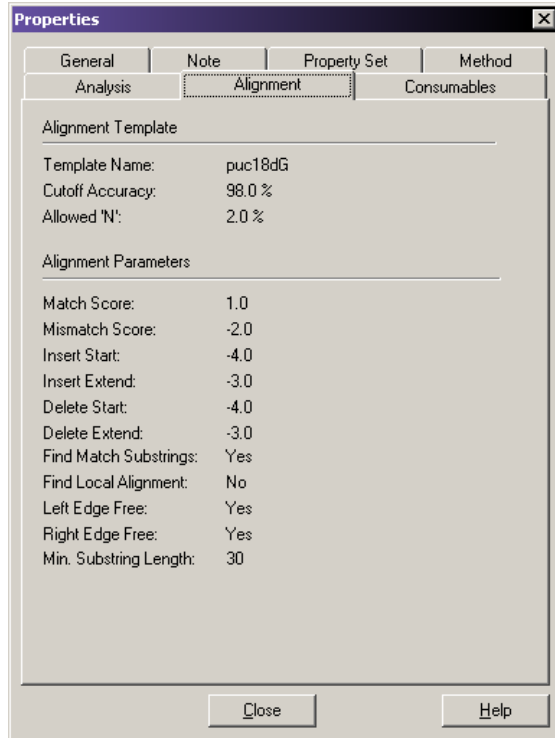 Properties
General Note Property Set Method
Analysis Alignment Consumables
Alignment Template
Template Name: puc18dG
Cutoff Accuracy: 98.0 %
Allowed 'N': 2.0 %
Alignment Parameters
Match Score: 1.0
Mismatch Score: -2.0
Insert Start: -4.0
Insert Extend: -3.0
Delete Start: -4.0
Delete Extend: -3.0
Find Match Substrings: Yes
Find Local Alignment: No
Left Edge Free: Yes
Right Edge Free: Yes
Min. Substring Length: 30
Close Help